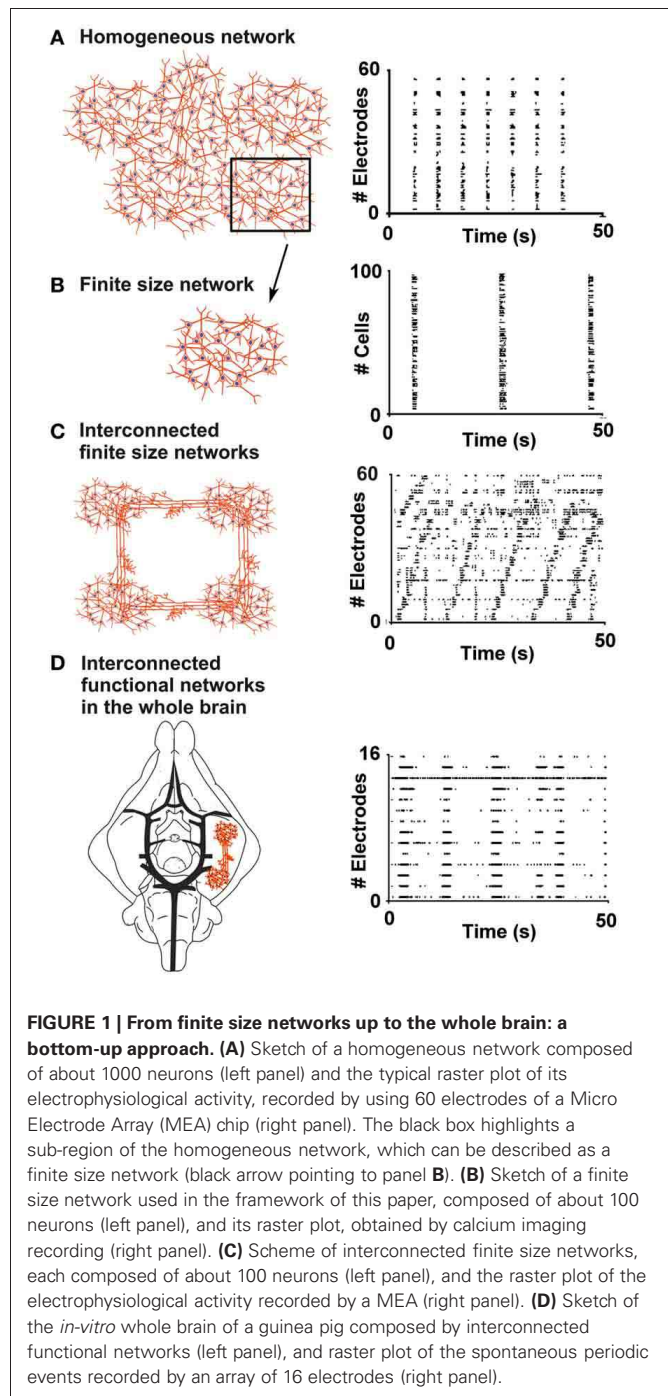 A Homogeneous network
60
# Electrodes
0
0 Time (s) 50
B Finite size network
100
# Cells
0
0 Time (s) 50
C Interconnected
finite size networks
60
# Electrodes
0
0 Time (s) 50
D Interconnected
functional networks
in the whole brain
16
# Electrodes
0
0 Time (s) 50
FIGURE 1 | From finite size networks up to the whole brain: a
bottom-up approach. (A) Sketch of a homogeneous network composed
of about 1000 neurons (left panel) and the typical raster plot of its
electrophysiological activity, recorded by using 60 electrodes of a Micro
Electrode Array (MEA) chip (right panel). The black box highlights a
sub-region of the homogeneous network, which can be described as a
finite size network (black arrow pointing to panel B). (B) Sketch of a finite
size network used in the framework of this paper, composed of about 100
neurons (left panel), and its raster plot, obtained by calcium imaging
recording (right panel). (C) Scheme of interconnected finite size networks,
each composed of about 100 neurons (left panel), and the raster plot of the
electrophysiological activity recorded by a MEA (right panel). (D) Sketch of
the in-vitro whole brain of a guinea pig composed by interconnected
functional networks (left panel), and raster plot of the spontaneous periodic
events recorded by an array of 16 electrodes (right panel).